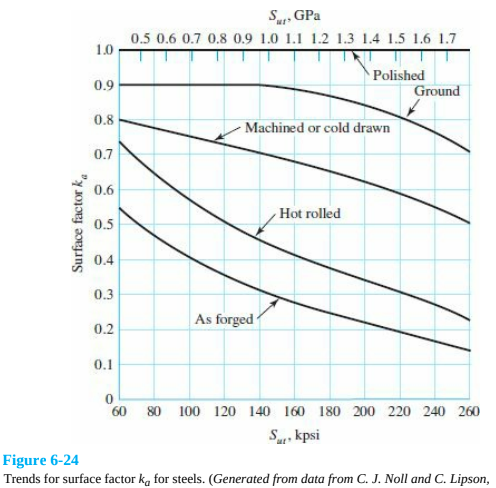 S_ut, GPa
0.5 0.6 0.7 0.8 0.9 1.0 1.1 1.2 1.3 1.4 1.5 1.6 1.7
1.0
Polished
0.9
Ground
0.8
Machined or cold drawn
0.7
0.6
Hot rolled
0.5
0.4
0.3
As forged
0.2
0.1
0
Surface factor k_a
60 80 100 120 140 160 180 200 220 240 260
S_ut, kpsi
Figure 6-24
Trends for surface factor k_a for steels. (Generated from data from C. J. Noll and C. Lipson,